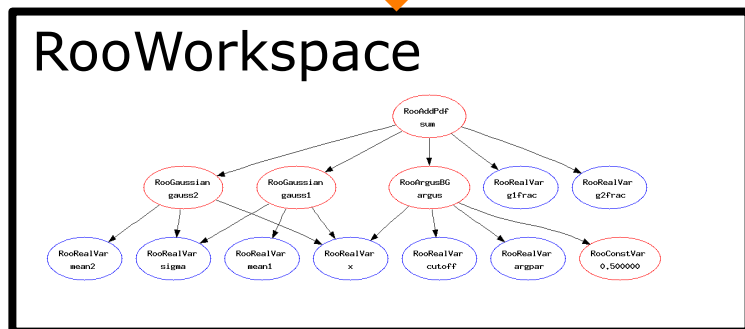 RooWorkspace
RooAddPdf
sum
RooGaussian
gauss2
RooGaussian
gauss1
RooArgusBG
argus
RooRealVar
g1frac
RooRealVar
g2frac
RooRealVar
mean2
RooRealVar
sigma
RooRealVar
mean1
RooRealVar
x
RooRealVar
cutoff
RooRealVar
argpar
RooConstVar
0.500000